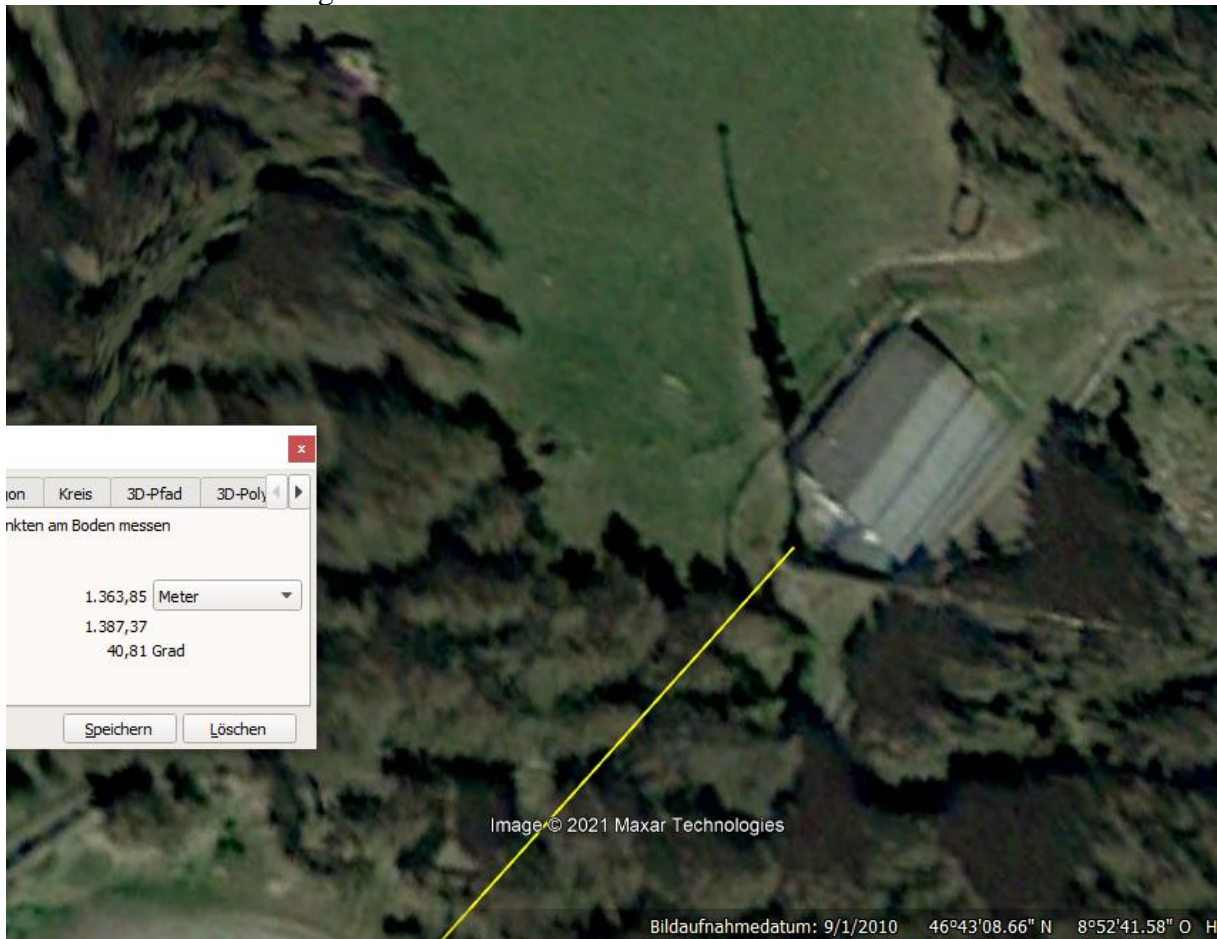 gon Kreis 3D-Pfad 3D-Poly
nkten am Boden messen
1.363,85 Meter
1.387,37
40,81 Grad
Speichern Löschen
Image © 2021 Maxar Technologies
Bildaufnahmedatum: 9/1/2010 46°43'08.66" N 8°52'41.58" O H